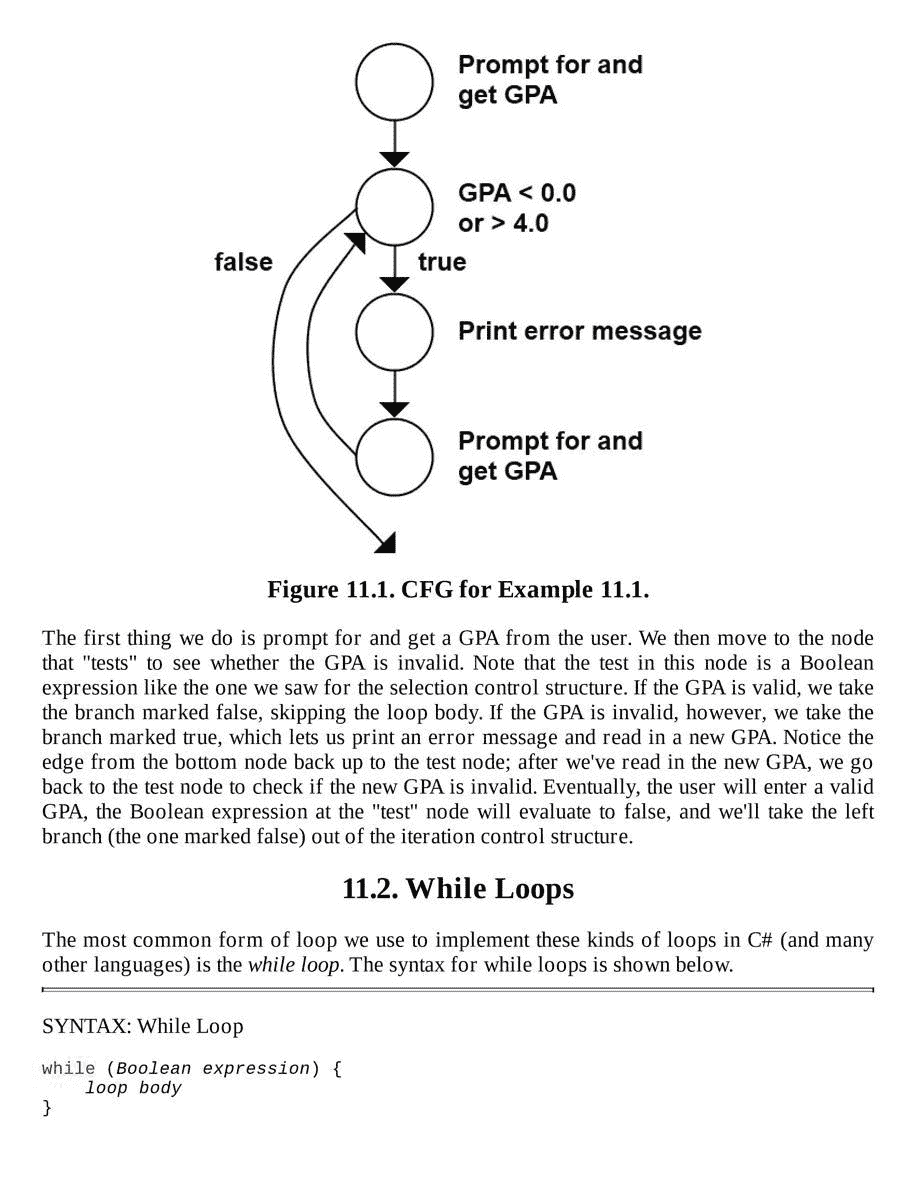 Prompt for and
get GPA
GPA < 0.0
or > 4.0
false
true
Print error message
Prompt for and
get GPA
Figure 11.1. CFG for Example 11.1.
The first thing we do is prompt for and get a GPA from the user. We then move to the node
that "tests" to see whether the GPA is invalid. Note that the test in this node is a Boolean
expression like the one we saw for the selection control structure. If the GPA is valid, we take
the branch marked false, skipping the loop body. If the GPA is invalid, however, we take the
branch marked true, which lets us print an error message and read in a new GPA. Notice the
edge from the bottom node back up to the test node; after we've read in the new GPA, we go
back to the test node to check if the new GPA is invalid. Eventually, the user will enter a valid
GPA, the Boolean expression at the "test" node will evaluate to false, and we'll take the left
branch (the one marked false) out of the iteration control structure.
11.2. While Loops
The most common form of loop we use to implement these kinds of loops in C# (and many
other languages) is the while loop. The syntax for while loops is shown below.
SYNTAX: While Loop
while (Boolean expression) {
    loop body
}